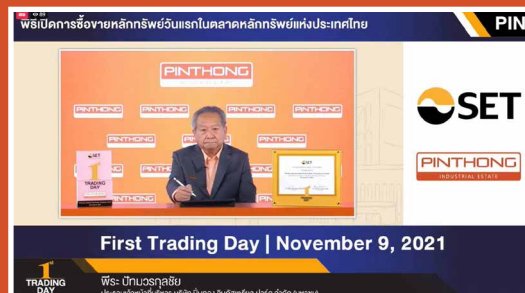 พิธีเปิดการซื้อขายหลักทรัพย์วันแรกในตลาดหลักทรัพย์แห่งประเทศไทย
PIN
PINTHONG
PINTHONG
PINTHONG
PINTHONG
PINTHONG
PINTHONG
SET
SET
TRADING
DAY
PINTHONG
INDUSTRIAL ESTATE
First Trading Day | November 9, 2021
1st
TRADING
DAY
พีระ ปัทมวรกุลชัย